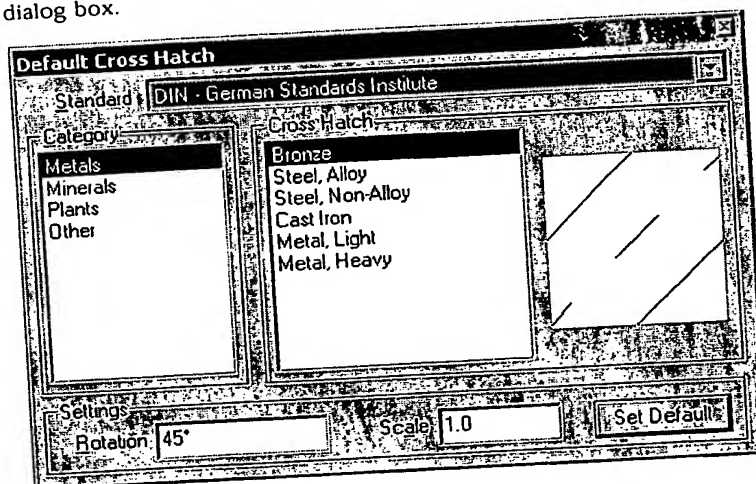 dialog box.
Default Cross Hatch
Standard DIN - German Standards Institute
Category
Metals
Minerals
Plants
Other
Cross Hatch
Bronze
Steel, Alloy
Steel, Non-Alloy
Cast Iron
Metal, Light
Metal, Heavy
Settings
Rotation 45°
Scale 1.0
Set Default